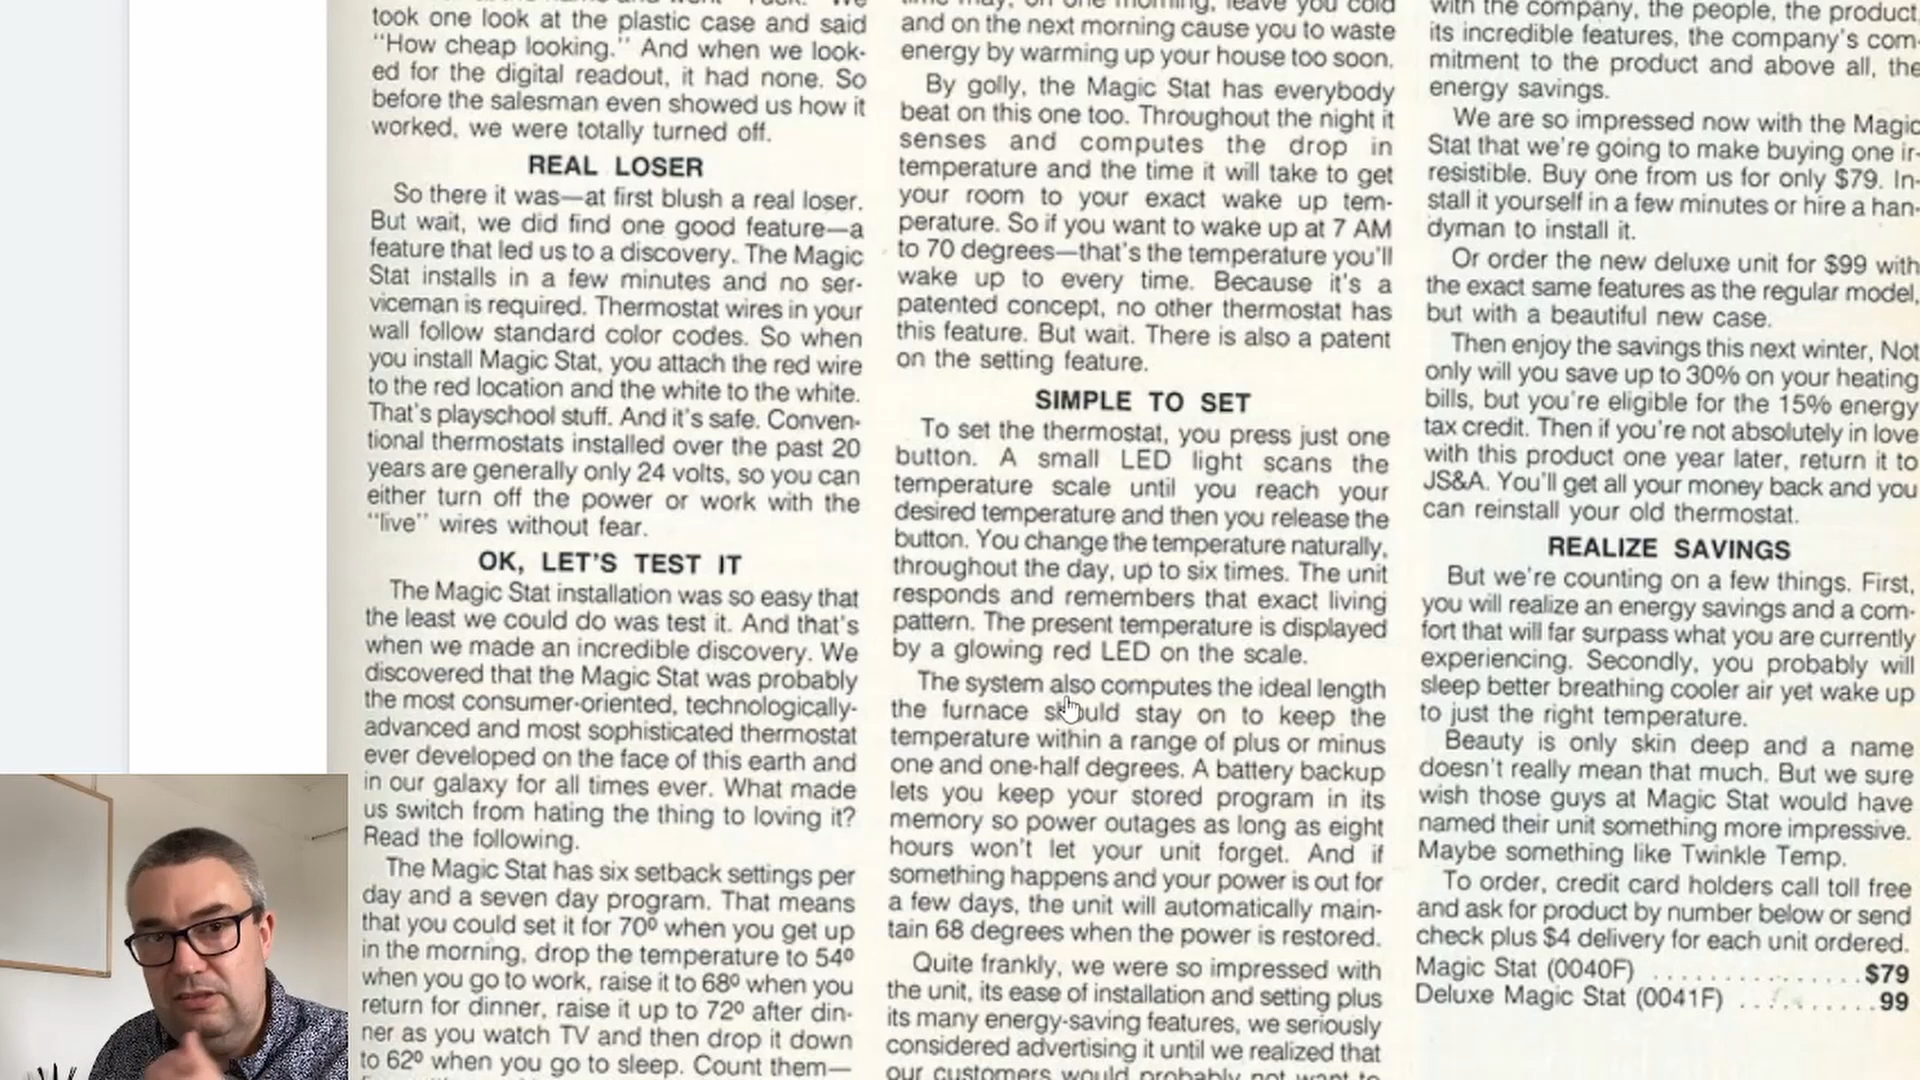 took one look at the plastic case and said
“How cheap looking.” And when we look-
ed for the digital readout, it had none. So
before the salesman even showed us how it
worked, we were totally turned off.
REAL LOSER
So there it was—at first blush a real loser.
But wait, we did find one good feature—a
feature that led us to a discovery. The Magic
Stat installs in a few minutes and no ser-
viceman is required. Thermostat wires in your
wall follow standard color codes. So when
you install Magic Stat, you attach the red wire
to the red location and the white to the white.
That's playschool stuff. And it's safe. Conven-
tional thermostats installed over the past 20
years are generally only 24 volts, so you can
either turn off the power or work with the
“live” wires without fear.
OK, LET'S TEST IT
The Magic Stat installation was so easy that
the least we could do was test it. And that's
when we made an incredible discovery. We
discovered that the Magic Stat was probably
the most consumer-oriented, technologically-
advanced and most sophisticated thermostat
ever developed on the face of this earth and
in our galaxy for all times ever. What made
us switch from hating the thing to loving it?
Read the following.
The Magic Stat has six setback settings per
day and a seven day program. That means
that you could set it for 70º when you get up
in the morning, drop the temperature to 54º
when you go to work, raise it to 68º when you
return for dinner, raise it up to 72º after din-
ner as you watch TV and then drop it down
to 62º when you go to sleep. Count them—
time may, on one morning, leave you cold
and on the next morning cause you to waste
energy by warming up your house too soon.
By golly, the Magic Stat has everybody
beat on this one too. Throughout the night it
senses and computes the drop in
temperature and the time it will take to get
your room to your exact wake up tem-
perature. So if you want to wake up at 7 AM
to 70 degrees—that's the temperature you'll
wake up to every time. Because it's a
patented concept, no other thermostat has
this feature. But wait. There is also a patent
on the setting feature.
SIMPLE TO SET
To set the thermostat, you press just one
button. A small LED light scans the
temperature scale until you reach your
desired temperature and then you release the
button. You change the temperature naturally,
throughout the day, up to six times. The unit
responds and remembers that exact living
pattern. The present temperature is displayed
by a glowing red LED on the scale.
The system also computes the ideal length
the furnace should stay on to keep the
temperature within a range of plus or minus
one and one-half degrees. A battery backup
lets you keep your stored program in its
memory so power outages as long as eight
hours won't let your unit forget. And if
something happens and your power is out for
a few days, the unit will automatically main-
tain 68 degrees when the power is restored.
Quite frankly, we were so impressed with
the unit, its ease of installation and setting plus
its many energy-saving features, we seriously
considered advertising it until we realized that
our customers would probably not want to
with the company, the people, the product,
its incredible features, the company's com-
mitment to the product and above all, the
energy savings.
We are so impressed now with the Magic
Stat that we're going to make buying one ir-
resistible. Buy one from us for only $79. In-
stall it yourself in a few minutes or hire a han-
dyman to install it.
Or order the new deluxe unit for $99 with
the exact same features as the regular model,
but with a beautiful new case.
Then enjoy the savings this next winter, Not
only will you save up to 30% on your heating
bills, but you're eligible for the 15% energy
tax credit. Then if you're not absolutely in love
with this product one year later, return it to
JS&A. You'll get all your money back and you
can reinstall your old thermostat.
REALIZE SAVINGS
But we're counting on a few things. First,
you will realize an energy savings and a com-
fort that will far surpass what you are currently
experiencing. Secondly, you probably will
sleep better breathing cooler air yet wake up
to just the right temperature.
Beauty is only skin deep and a name
doesn't really mean that much. But we sure
wish those guys at Magic Stat would have
named their unit something more impressive.
Maybe something like Twinkle Temp.
To order, credit card holders call toll free
and ask for product by number below or send
check plus $4 delivery for each unit ordered.
Magic Stat (0040F) .......... $79
Deluxe Magic Stat (0041F) .......... 99